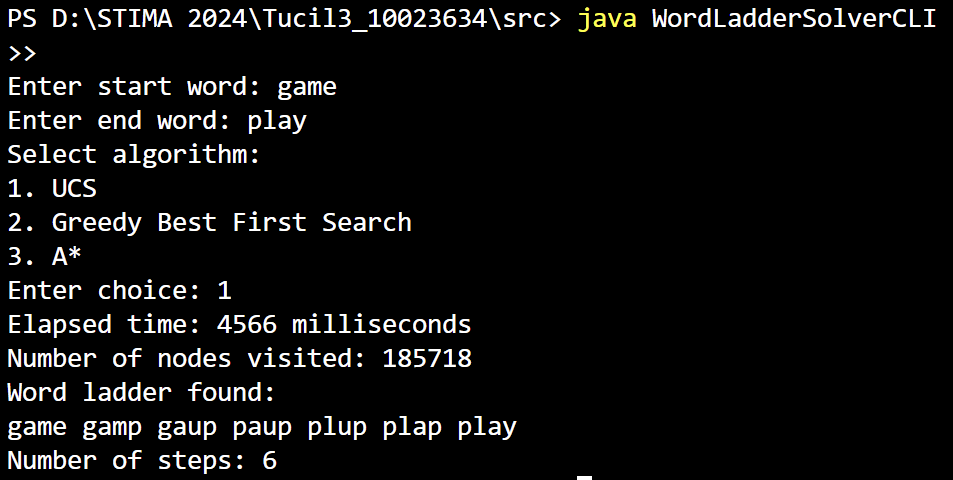 PS D:\STIMA 2024\Tucil3_10023634\src> java WordLadderSolverCLI
>>
Enter start word: game
Enter end word: play
Select algorithm:
1. UCS
2. Greedy Best First Search
3. A*
Enter choice: 1
Elapsed time: 4566 milliseconds
Number of nodes visited: 185718
Word ladder found:
game gamp gaup paup plup plap play
Number of steps: 6